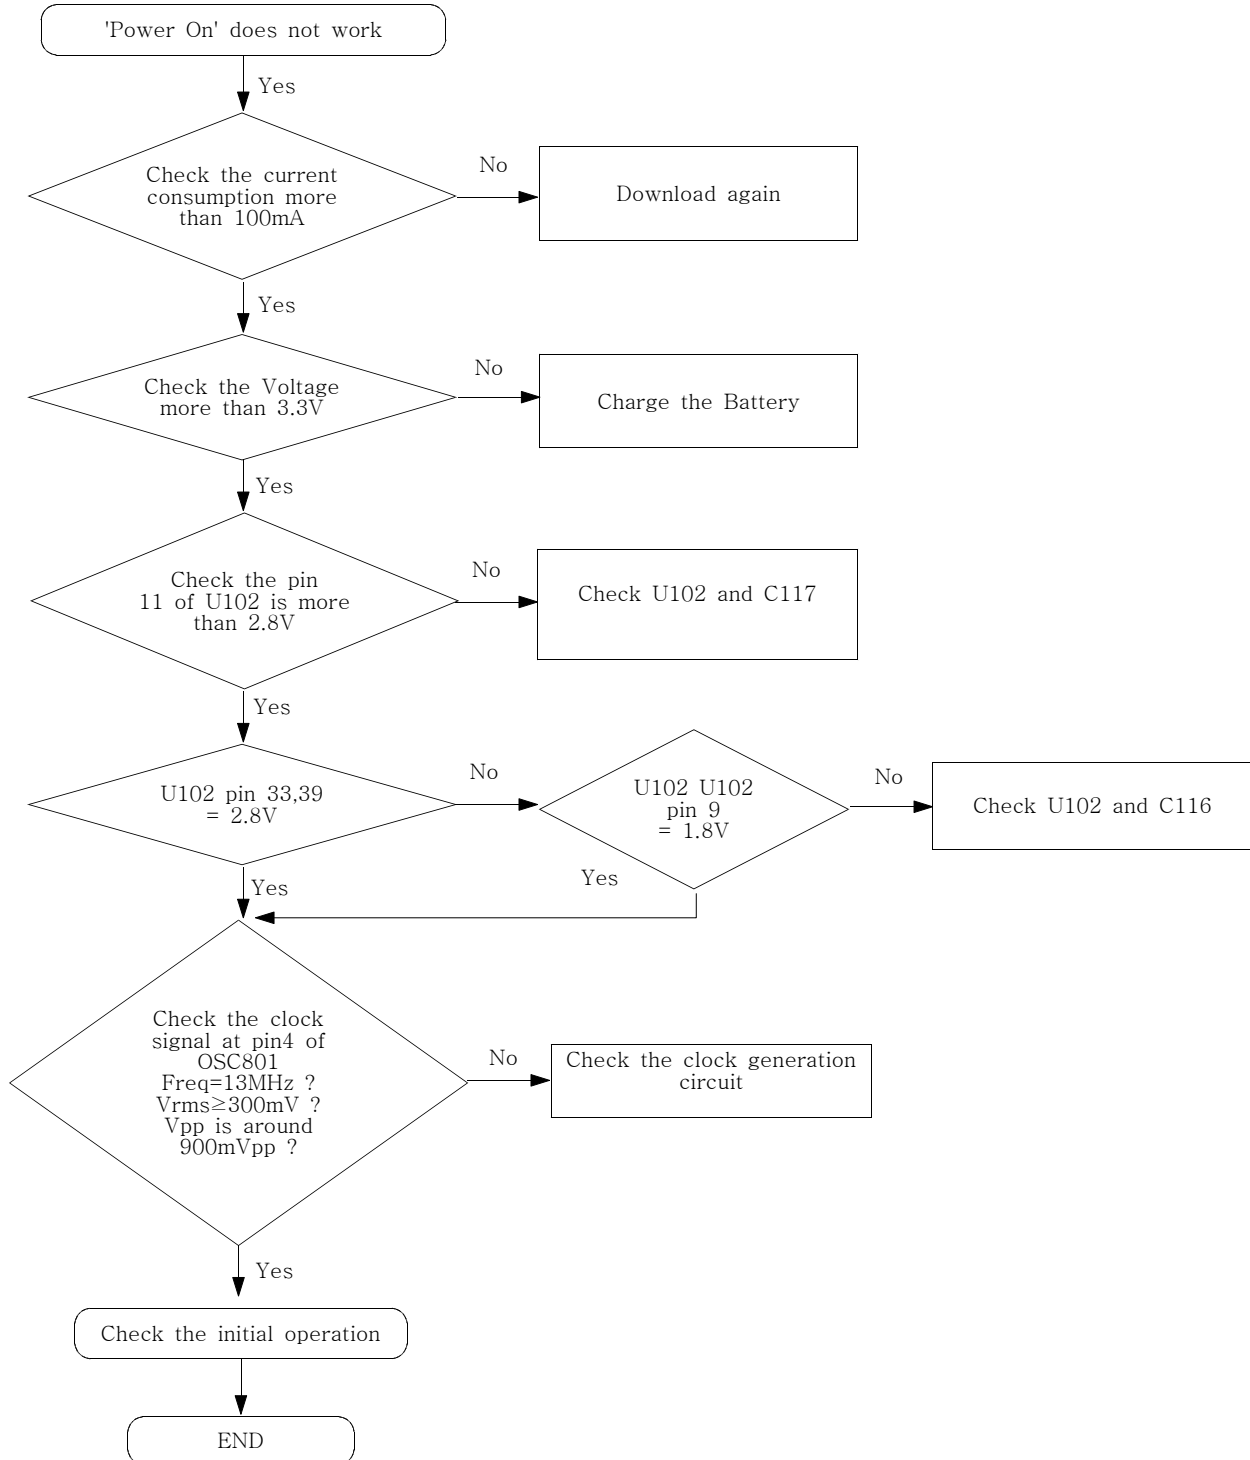 'Power On' does not work
Yes
Check the current
consumption more
than 100mA
No
Download again
Yes
Check the Voltage
more than 3.3V
No
Charge the Battery
Yes
Check the pin
11 of U102 is more
than 2.8V
No
Check U102 and C117
Yes
U102 pin 33,39
= 2.8V
No
U102 U102
pin 9
= 1.8V
No
Check U102 and C116
Yes
Yes
Check the clock
signal at pin4 of
OSC801
Freq=13MHz ?
Vrms≥300mV ?
Vpp is around
900mVpp ?
No
Check the clock generation
circuit
Yes
Check the initial operation
END